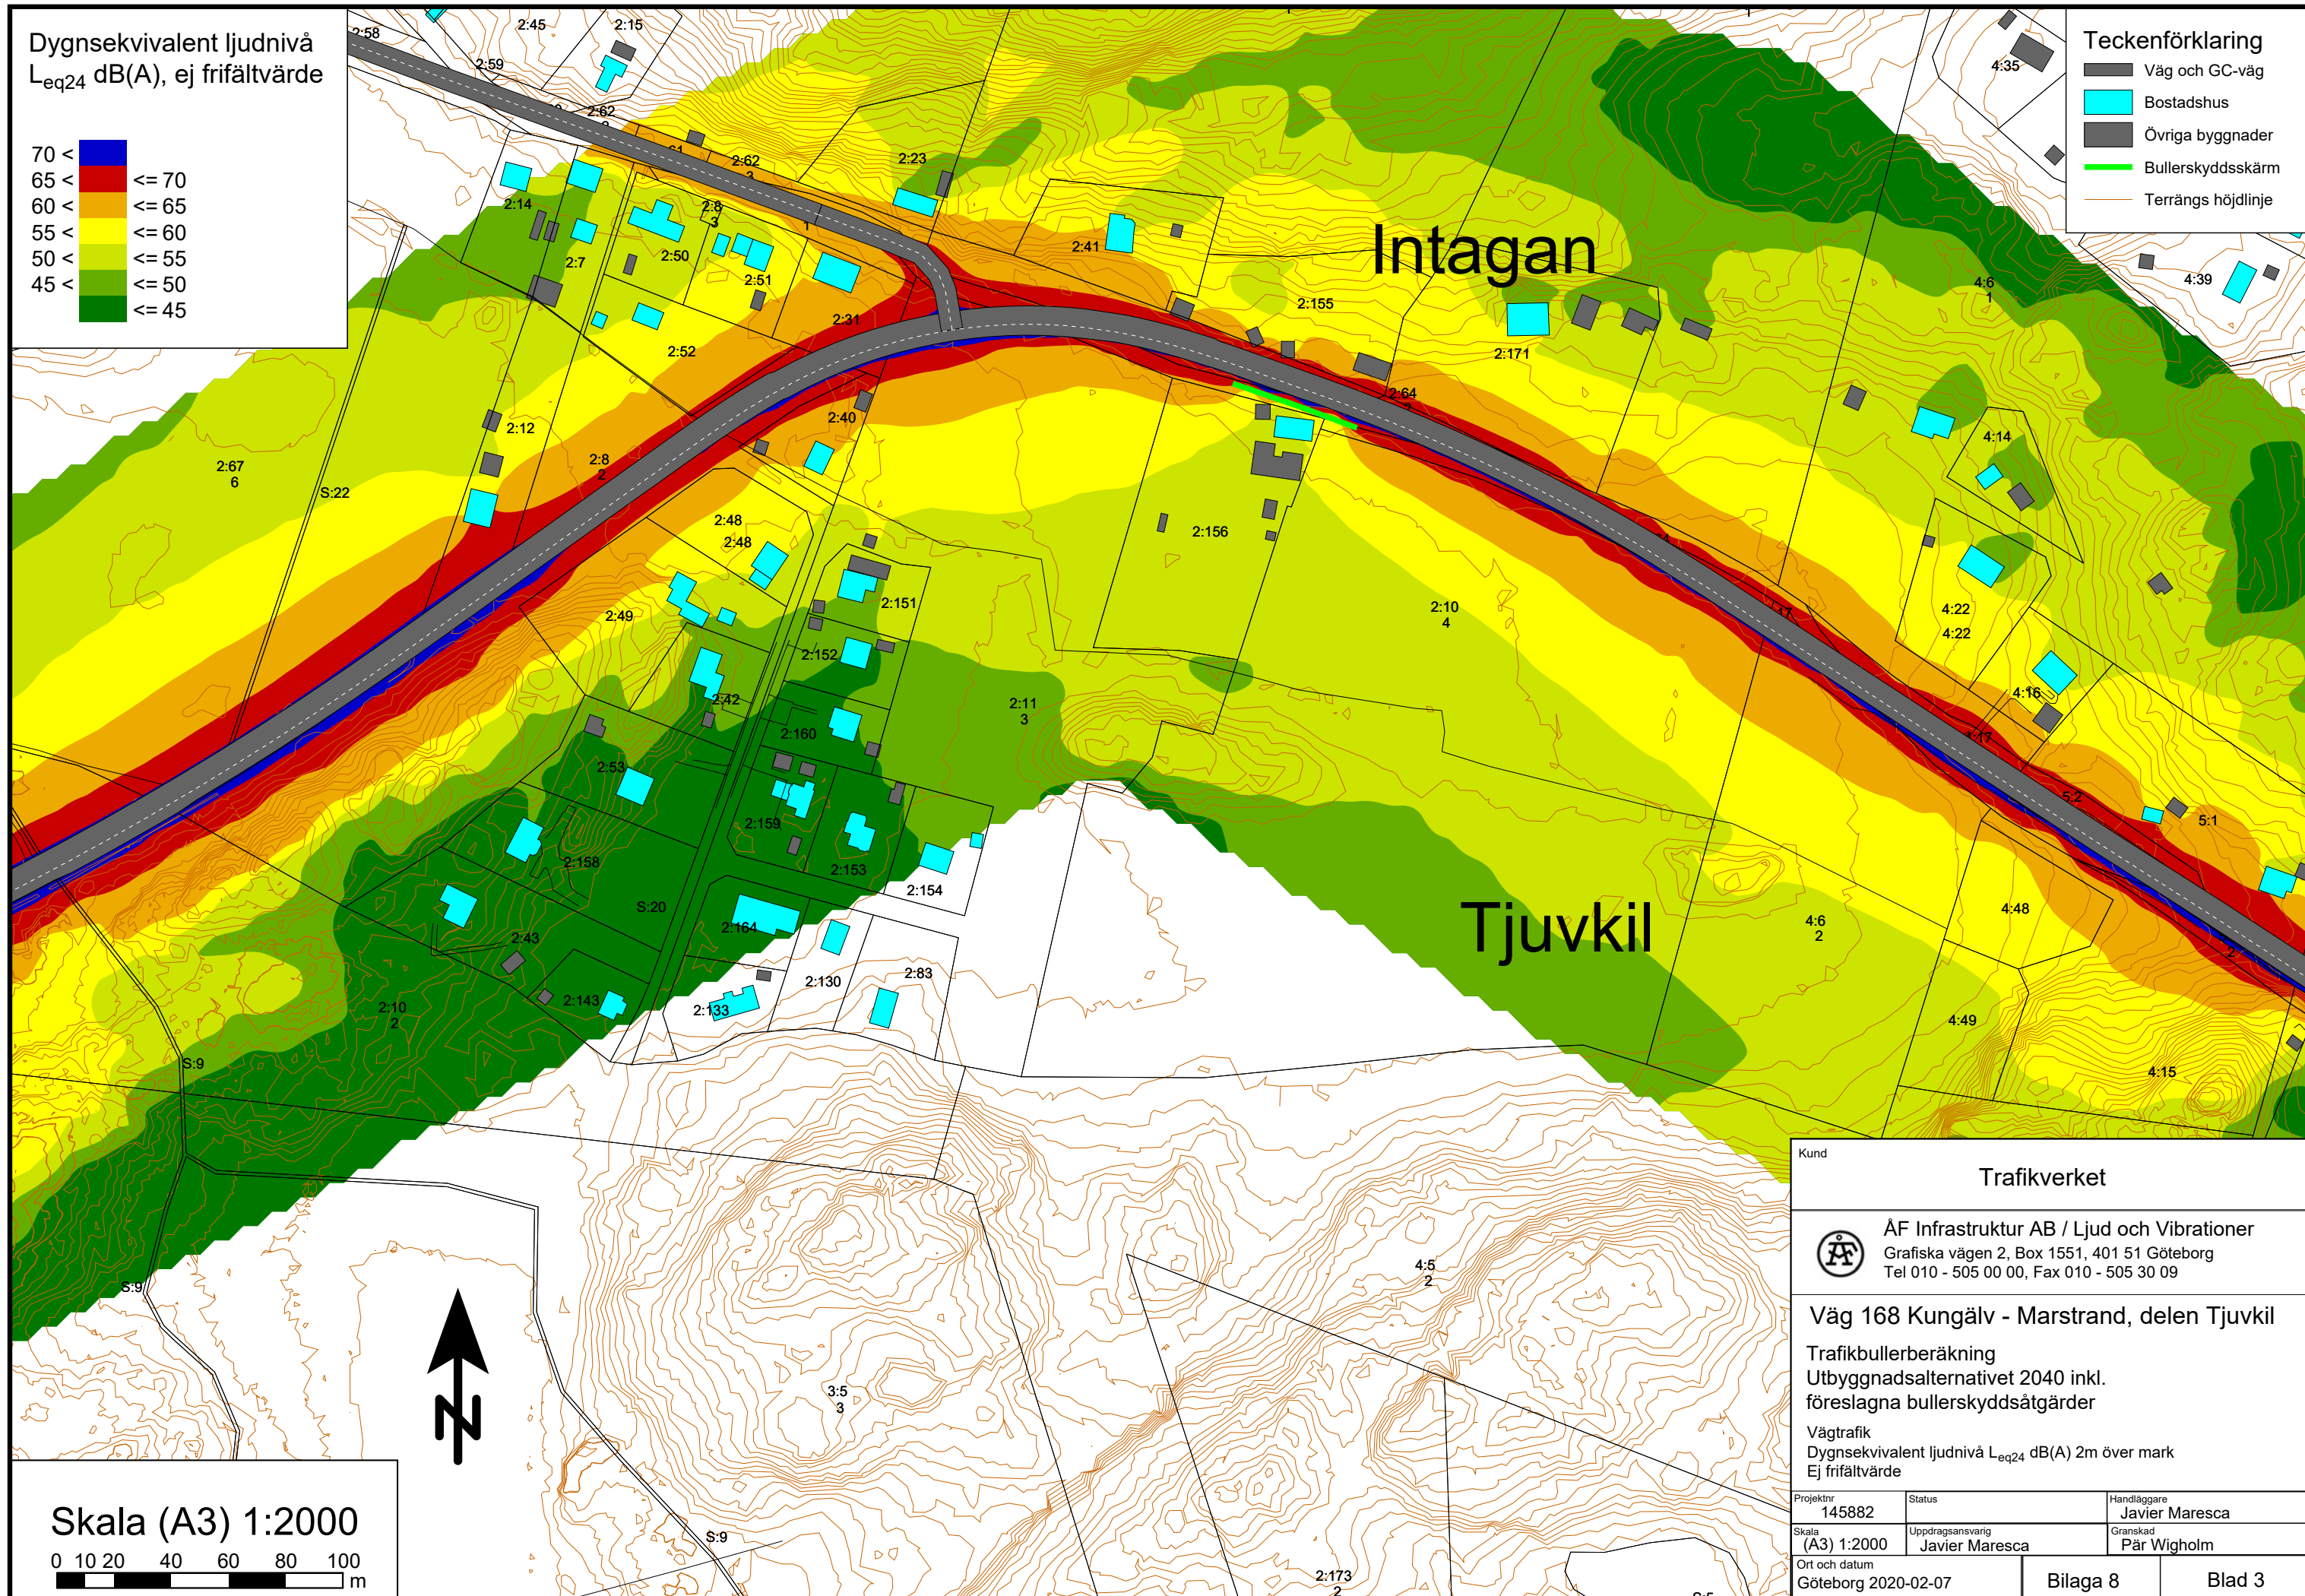 Dygnsekvivalent ljudnivå
Leq24 dB(A), ej frifältvärde
70 <
65 < <= 70
60 < <= 65
55 < <= 60
50 < <= 55
45 < <= 50
<= 45
Teckenförklaring
Väg och GC-väg
Bostadshus
Övriga byggnader
Bullerskyddsskärm
Terrängs höjdlinje
Intagan
Tjuvkil
2:58
2:45
2:15
2:59
2:62
2:62
3
2:23
4:35
2:14
2:8
3
1
2:41
2:7
2:50
2:51
2:155
4:6
1
4:39
2:31
2:52
2:171
2:64
2
2:40
2:12
4:14
2:67
6
S:22
2:8
2
2:48
2:48
2:156
2:49
2:151
2:10
4
4:22
4:22
2:152
2:42
2:11
3
4:16
2:160
2:53
5:2
5:1
2:159
2:158
2:153
2:154
S:20
2:164
4:6
2
4:48
2:43
2:10
2
2:143
2:133
2:130
2:83
4:49
4:15
S:9
S:9
4:5
2
3:5
3
S:9
2:173
2
N
Skala (A3) 1:2000
0 10 20 40 60 80 100
m
Kund
Trafikverket
ÅF
ÅF Infrastruktur AB / Ljud och Vibrationer
Grafiska vägen 2, Box 1551, 401 51 Göteborg
Tel 010 - 505 00 00, Fax 010 - 505 30 09
Väg 168 Kungälv - Marstrand, delen Tjuvkil
Trafikbullerberäkning
Utbyggnadsalternativet 2040 inkl.
föreslagna bullerskyddsåtgärder
Vägtrafik
Dygnsekvivalent ljudnivå Leq24 dB(A) 2m över mark
Ej frifältvärde
Projektnr
145882
Status
Handläggare
Javier Maresca
Skala
(A3) 1:2000
Uppdragsansvarig
Javier Maresca
Granskad
Pär Wigholm
Ort och datum
Göteborg 2020-02-07
Bilaga 8
Blad 3